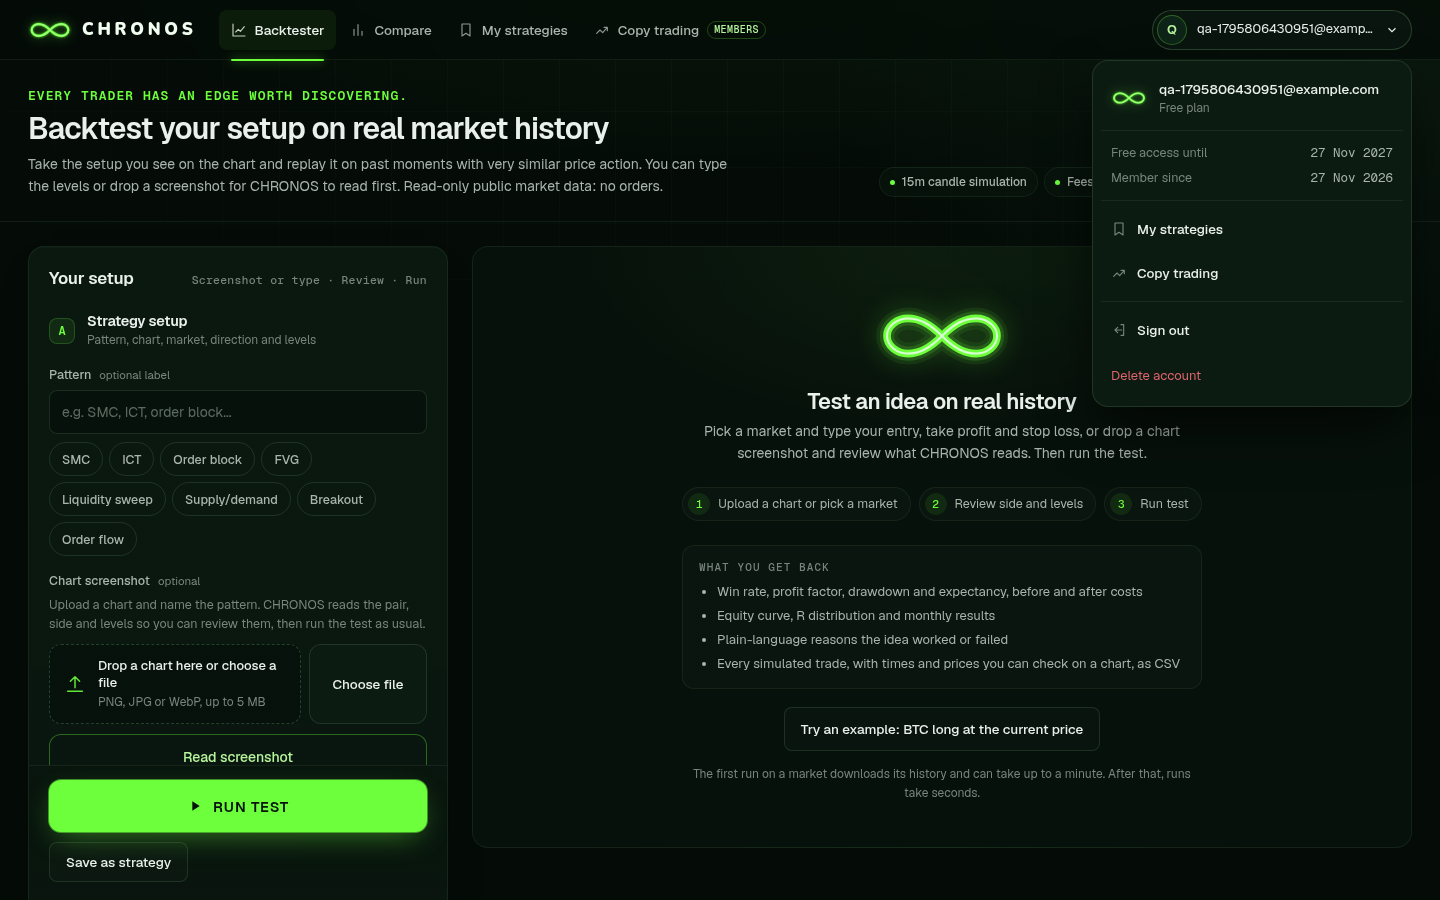 CHRONOS
Backtester
Compare
My strategies
Copy trading
MEMBERS
Q
qa-1795806430951@examp...
EVERY TRADER HAS AN EDGE WORTH DISCOVERING.
Backtest your setup on real market history
Take the setup you see on the chart and replay it on past moments with very similar price action. You can type
the levels or drop a screenshot for CHRONOS to read first. Read-only public market data: no orders.
15m candle simulation
Fees
qa-1795806430951@example.com
Free plan
Free access until
27 Nov 2027
Member since
27 Nov 2026
My strategies
Copy trading
Sign out
Delete account
Your setup
Screenshot or type · Review · Run
A
Strategy setup
Pattern, chart, market, direction and levels
Pattern optional label
e.g. SMC, ICT, order block...
SMC
ICT
Order block
FVG
Liquidity sweep
Supply/demand
Breakout
Order flow
Chart screenshot optional
Upload a chart and name the pattern. CHRONOS reads the pair,
side and levels so you can review them, then run the test as usual.
Drop a chart here or choose a
file
PNG, JPG or WebP, up to 5 MB
Choose file
Read screenshot
RUN TEST
Save as strategy
Test an idea on real history
Pick a market and type your entry, take profit and stop loss, or drop a chart
screenshot and review what CHRONOS reads. Then run the test.
1 Upload a chart or pick a market
2 Review side and levels
3 Run test
WHAT YOU GET BACK
• Win rate, profit factor, drawdown and expectancy, before and after costs
• Equity curve, R distribution and monthly results
• Plain-language reasons the idea worked or failed
• Every simulated trade, with times and prices you can check on a chart, as CSV
Try an example: BTC long at the current price
The first run on a market downloads its history and can take up to a minute. After that, runs
take seconds.